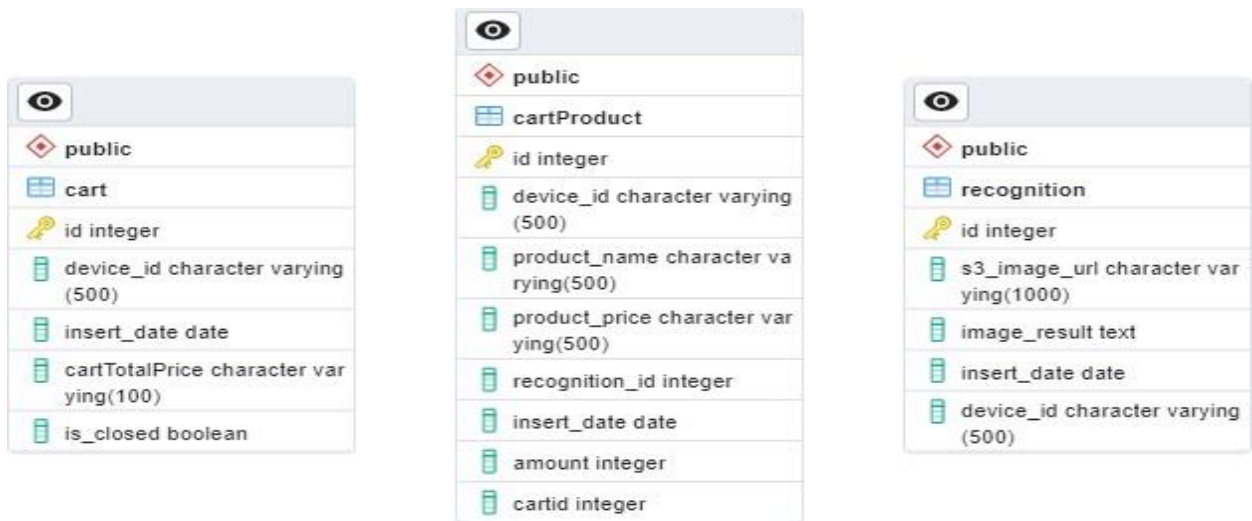 public
cart
id integer
device_id character varying
(500)
insert_date date
cartTotalPrice character var
ying(100)
is_closed boolean
public
cartProduct
id integer
device_id character varying
(500)
product_name character va
rying(500)
product_price character var
ying(500)
recognition_id integer
insert_date date
amount integer
cartid integer
public
recognition
id integer
s3_image_url character var
ying(1000)
image_result text
insert_date date
device_id character varying
(500)